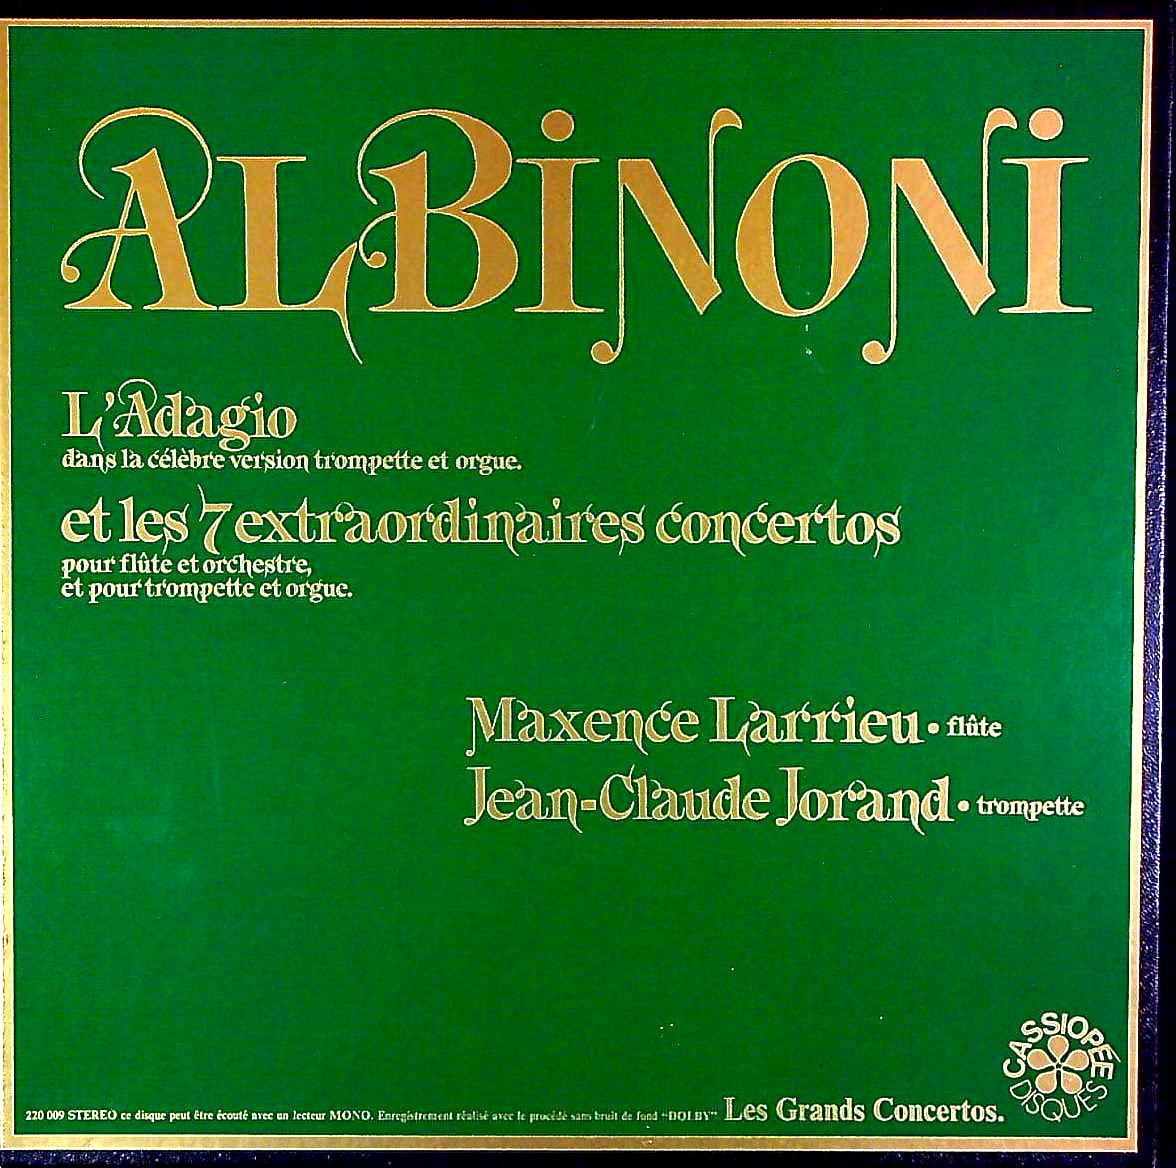 ALBINONI
L'Adagio
dans la célèbre version trompette et orgue.
et les 7 extraordinaires concertos
pour flûte et orchestre,
et pour trompette et orgue.
Maxence Larrieu • flûte
Jean-Claude Jorand • trompette
CASSIOPÉE
DISQUES
220 009 STEREO ce disque peut être écouté avec un lecteur MONO. Enregistrement réalisé avec le procédé sans bruit de fond "DOLBY" Les Grands Concertos.